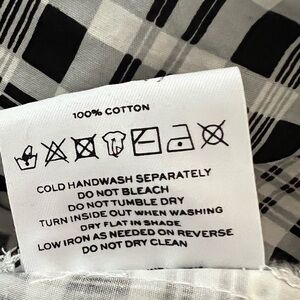 100% COTTON
COLD HANDWASH SEPARATELY
DO NOT BLEACH
DO NOT TUMBLE DRY
TURN INSIDE OUT WHEN WASHING
DRY FLAT IN SHADE
LOW IRON AS NEEDED ON REVERSE
DO NOT DRY CLEAN